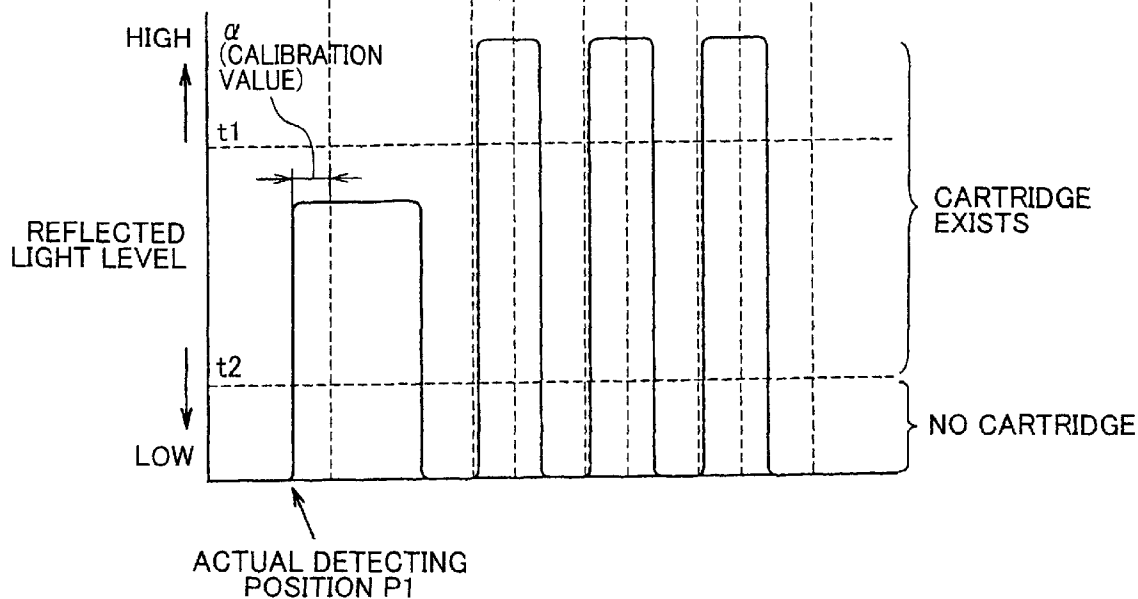 HIGH
α
(CALIBRATION
VALUE)
t1
REFLECTED
LIGHT LEVEL
CARTRIDGE
EXISTS
t2
NO CARTRIDGE
LOW
ACTUAL DETECTING
POSITION P1